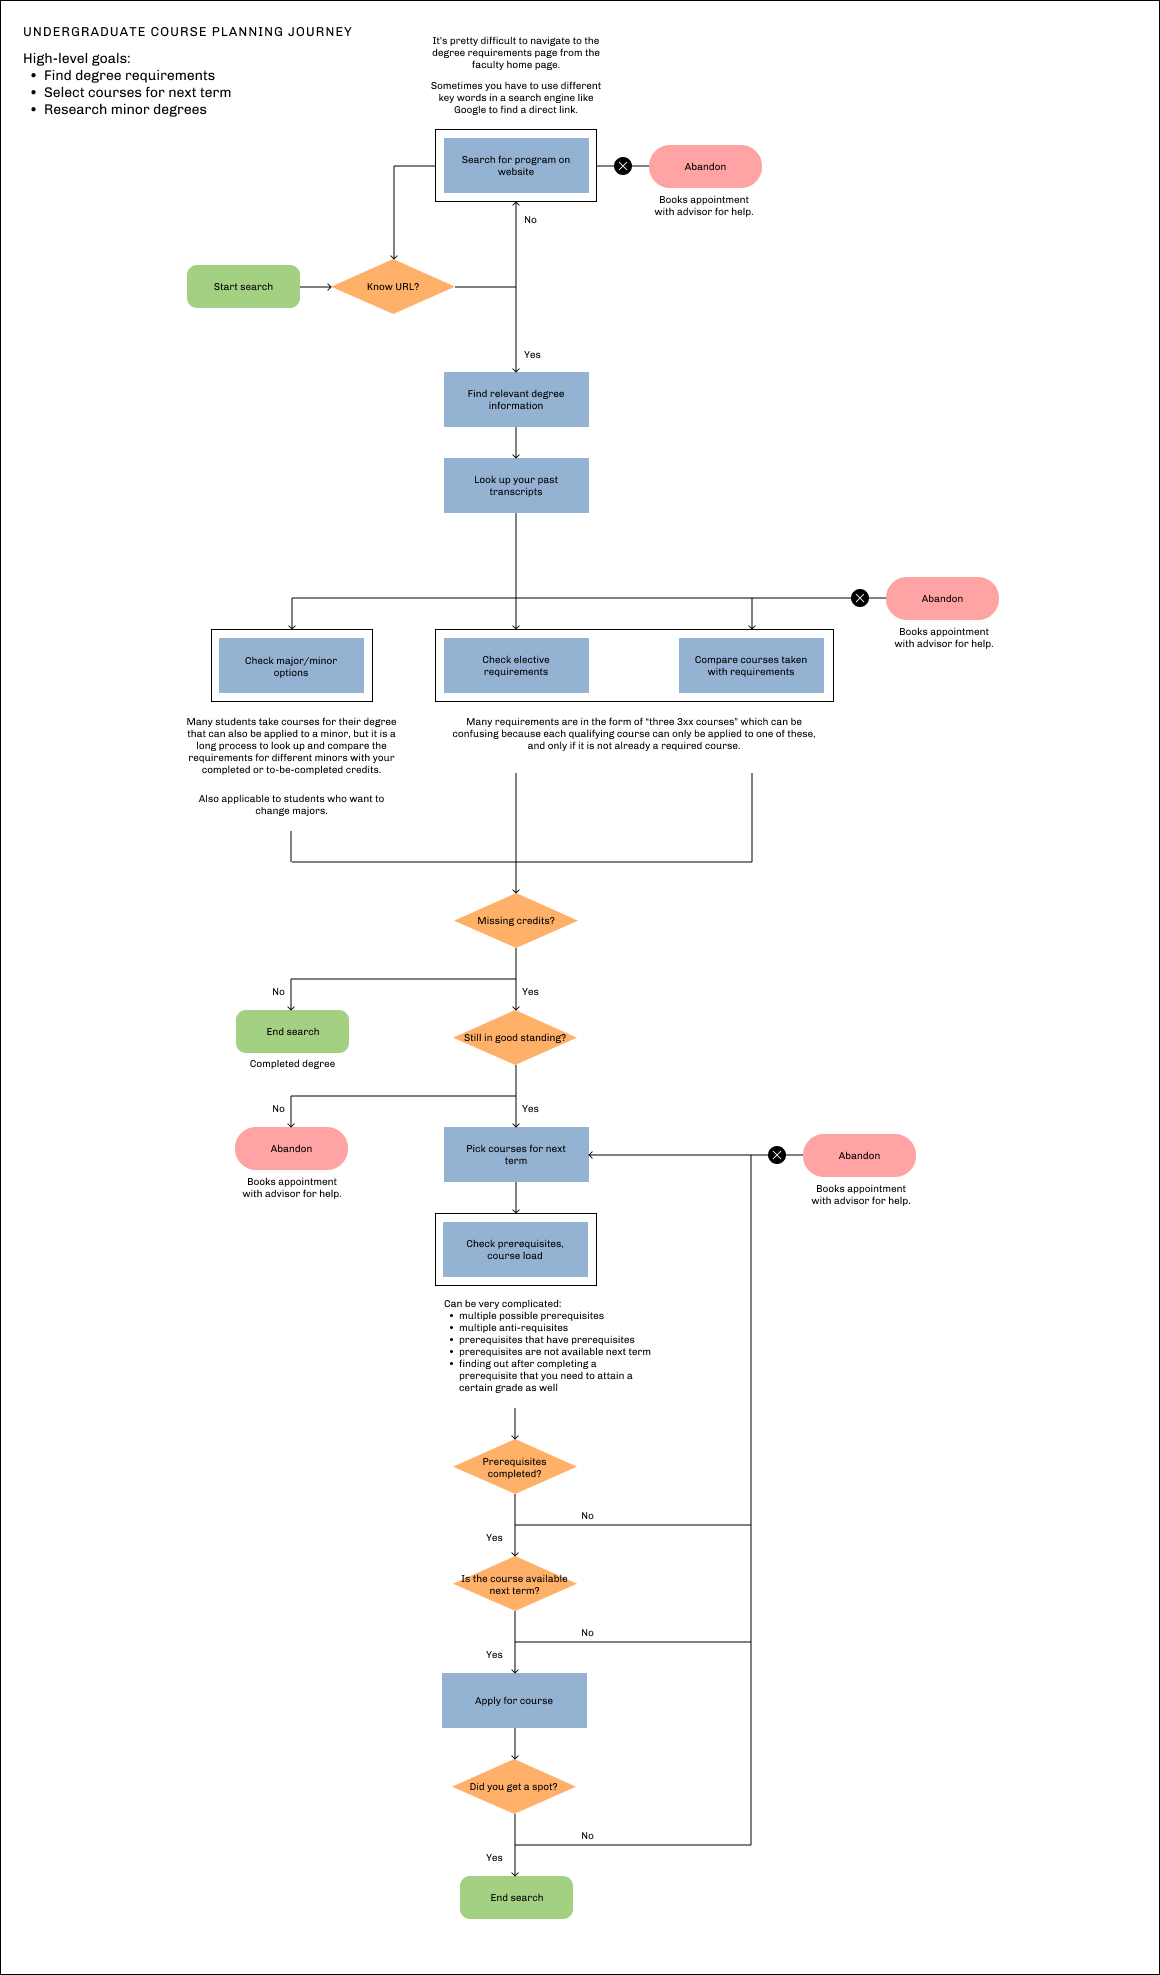 UNDERGRADUATE COURSE PLANNING JOURNEY
High-level goals:
• Find degree requirements
• Select courses for next term
• Research minor degrees
It's pretty difficult to navigate to the
degree requirements page from the
faculty home page.
Sometimes you have to use different
key words in a search engine like
Google to find a direct link.
Search for program on
website
Abandon
Books appointment
with advisor for help.
No
Start search
Know URL?
Yes
Find relevant degree
information
Look up your past
transcripts
Abandon
Books appointment
with advisor for help.
Check major/minor
options
Check elective
requirements
Compare courses taken
with requirements
Many students take courses for their degree
that can also be applied to a minor, but it is a
long process to look up and compare the
requirements for different minors with your
completed or to-be-completed credits.
Also applicable to students who want to
change majors.
Many requirements are in the form of "three 3xx courses" which can be
confusing because each qualifying course can only be applied to one of these,
and only if it is not already a required course.
Missing credits?
No
Yes
End search
Completed degree
Still in good standing?
No
Yes
Abandon
Books appointment
with advisor for help.
Pick courses for next
term
Abandon
Books appointment
with advisor for help.
Check prerequisites,
course load
Can be very complicated:
• multiple possible prerequisites
• multiple anti-requisites
• prerequisites that have prerequisites
• prerequisites are not available next term
• finding out after completing a
prerequisite that you need to attain a
certain grade as well
Prerequisites
completed?
No
Yes
Is the course available
next term?
No
Yes
Apply for course
Did you get a spot?
No
Yes
End search